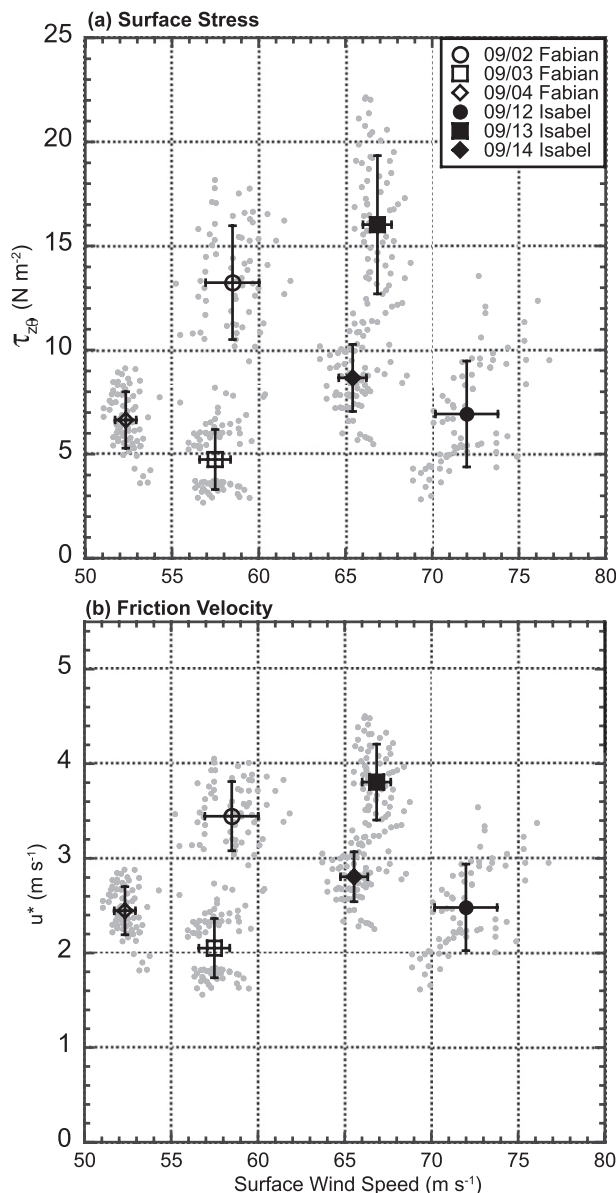 (a) Surface Stress
25
20
15
10
5
0
τzθ (N m-2)
09/02 Fabian
09/03 Fabian
09/04 Fabian
09/12 Isabel
09/13 Isabel
09/14 Isabel
50 55 60 65 70 75 80
(b) Friction Velocity
5
4
3
2
1
0
u* (m s-1)
50 55 60 65 70 75 80
Surface Wind Speed (m s-1)